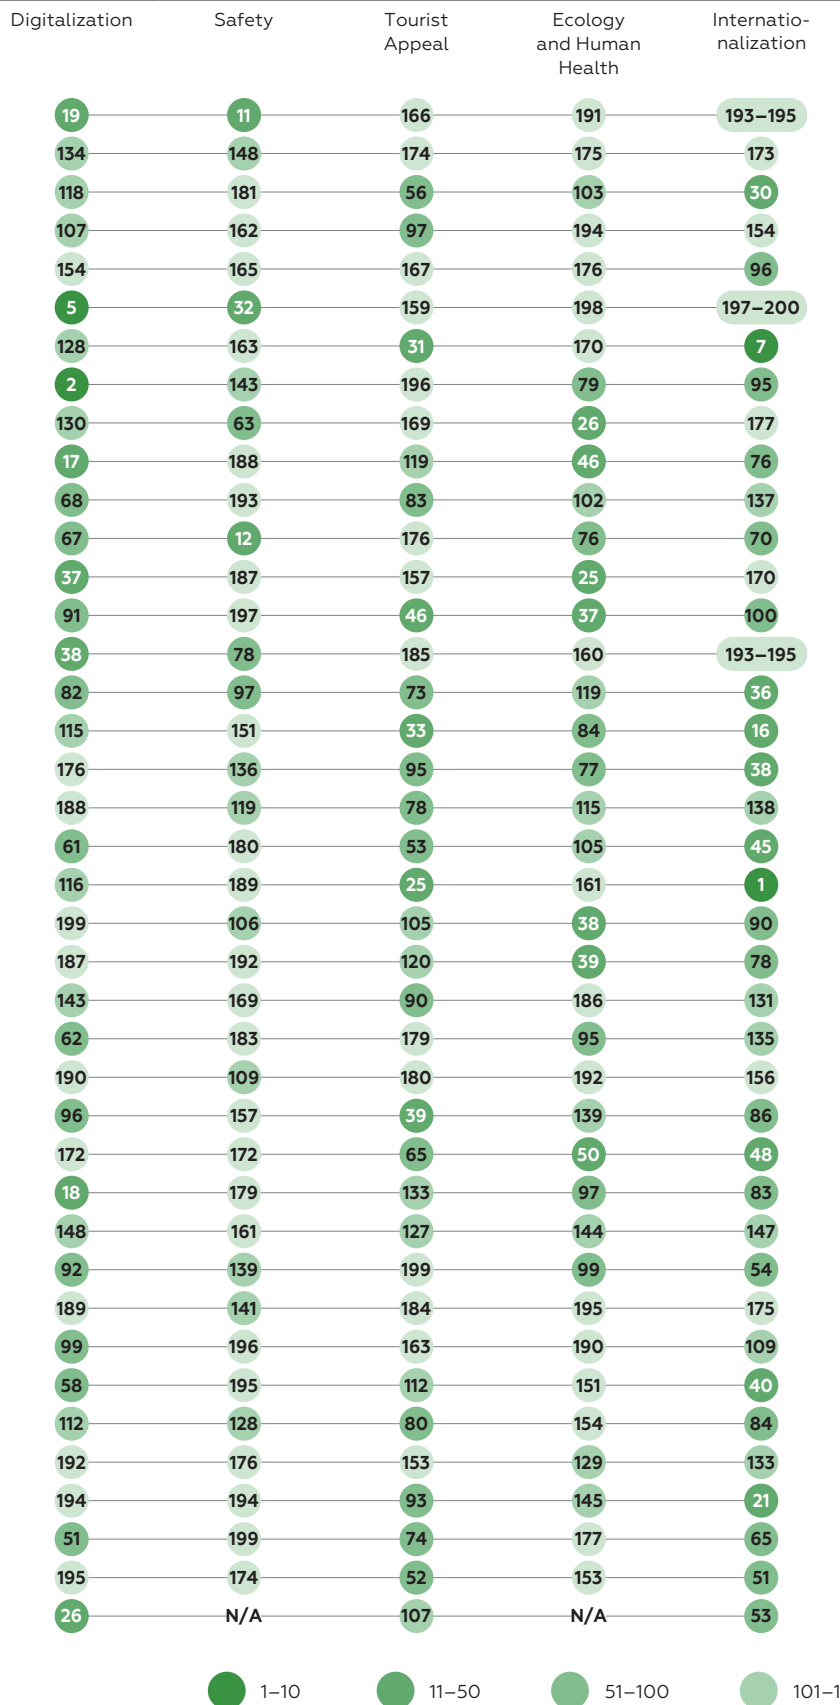 Digitalization Safety Tourist Appeal Ecology and Human Health Internatio-nalization
19 11 166 191 193–195
134 148 174 175 173
118 181 56 103 30
107 162 97 194 154
154 165 167 176 96
5 32 159 198 197–200
128 163 31 170 7
2 143 196 79 95
130 63 169 26 177
17 188 119 46 76
68 193 83 102 137
67 12 176 76 70
37 187 157 25 170
91 197 46 37 100
38 78 185 160 193–195
82 97 73 119 36
115 151 33 84 16
176 136 95 77 38
188 119 78 115 138
61 180 53 105 45
116 189 25 161 1
199 106 105 38 90
187 192 120 39 78
143 169 90 186 131
62 183 179 95 135
190 109 180 192 156
96 157 39 139 86
172 172 65 50 48
18 179 133 97 83
148 161 127 144 147
92 139 199 99 54
189 141 184 195 175
99 196 163 190 109
58 195 112 151 40
112 128 80 154 84
192 176 153 129 133
194 194 93 145 21
51 199 74 177 65
195 174 52 153 51
26 N/A 107 N/A 53
1–10 11–50 51–100